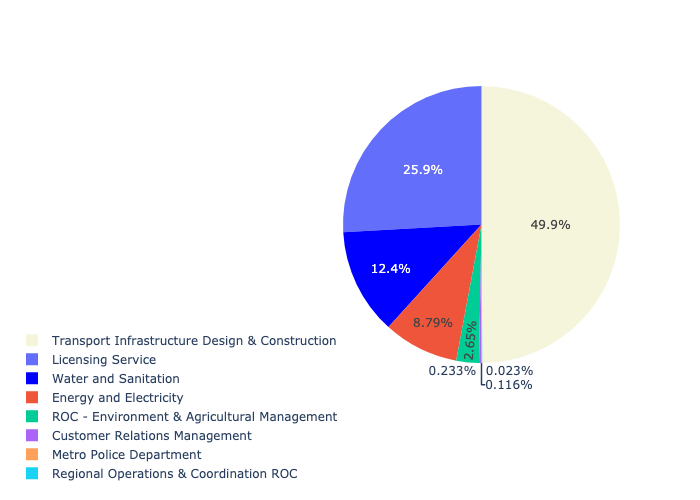 25.9%
49.9%
12.4%
8.79%
2.65%
0.233%
0.023%
0.116%
Transport Infrastructure Design & Construction
Licensing Service
Water and Sanitation
Energy and Electricity
ROC - Environment & Agricultural Management
Customer Relations Management
Metro Police Department
Regional Operations & Coordination ROC